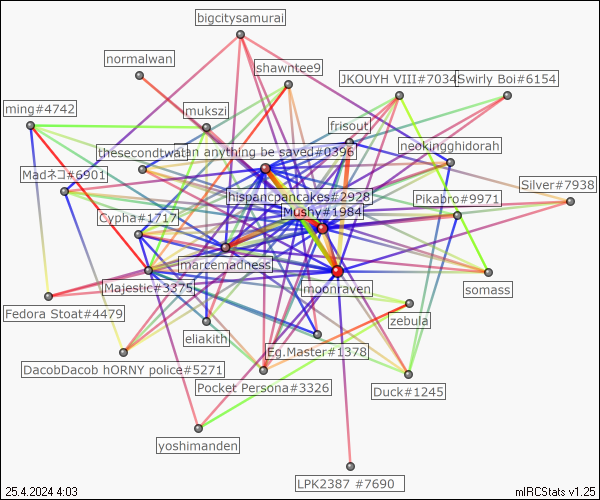 bigcitysamurai
normalwan
shawntee9
JKOUYH VIII#7034
Swirly Boi#6154
ming#4742
mukszi
frisout
thesecondtwat
an anything be saved#0396
neokingghidorah
Madネコ#6901
Silver#7938
hispancpancakes#2928
Pikabro#9971
Mushy#1984
Cypha#1717
marcemadness
Majestic#3375
moonraven
somass
Fedora Stoat#4479
zebula
eliakith
Eg.Master#1378
DacobDacob hORNY police#5271
Pocket Persona#3326
Duck#1245
yoshimanden
LPK2387 #7690
25.4.2024 4:03
mIRCStats v1.25